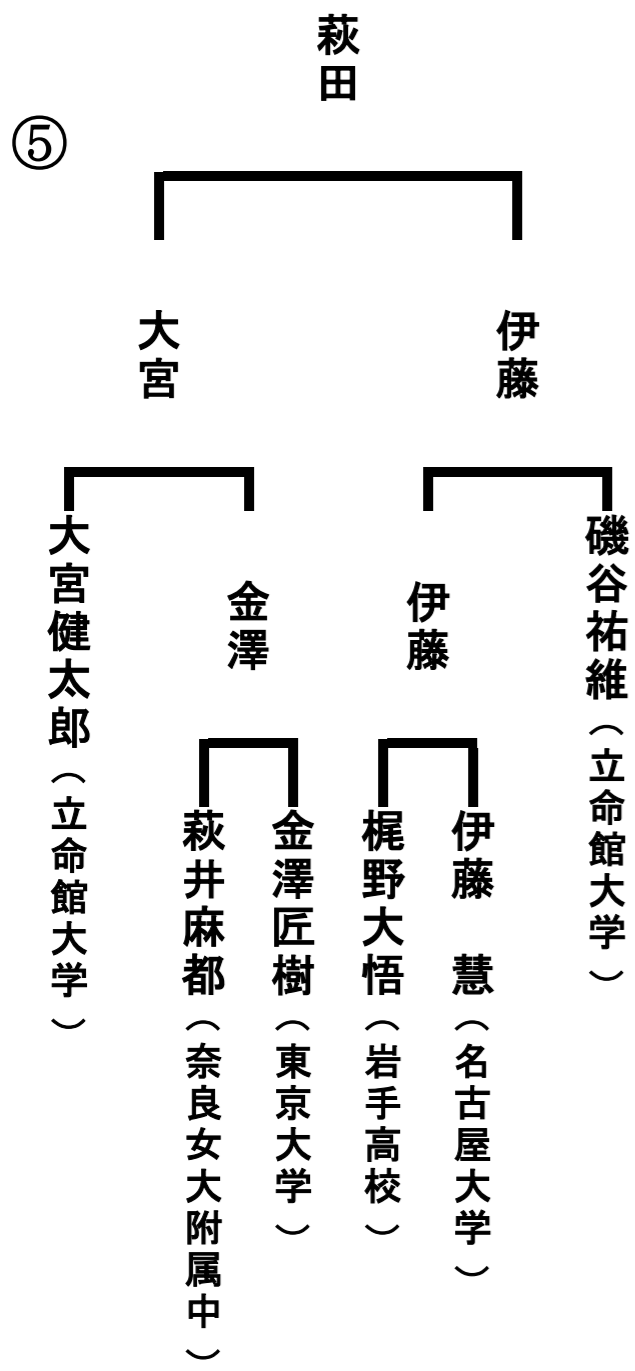 萩田
⑤
大宮
伊藤
大宮健太郎（立命館大学）
金澤
伊藤
磯谷祐維（立命館大学）
萩井麻都（奈良女大附属中）
金澤匠樹（東京大学）
梶野大悟（岩手高校）
伊藤　慧（名古屋大学）